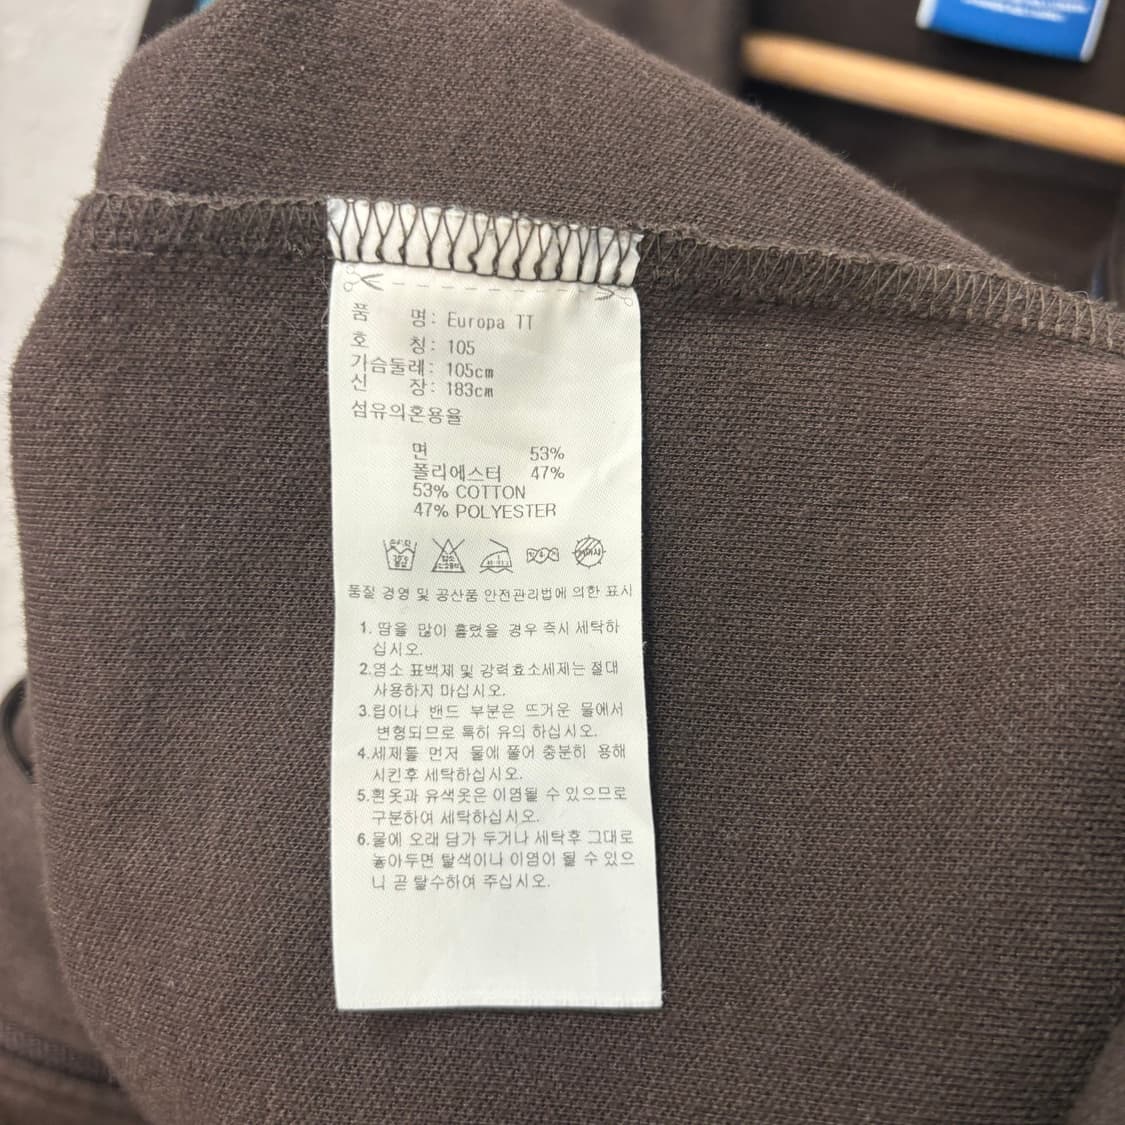 품 명: Europa TT
호 칭: 105
가슴둘레: 105cm
신 장: 183cm
섬유의혼용율
면 53%
폴리에스터 47%
53% COTTON
47% POLYESTER
품질 경영 및 공산품 안전관리법에 의한 표시
1. 땀을 많이 흘렸을 경우 즉시 세탁하
십시오.
2.염소 표백제 및 강력효소세제는 절대
사용하지 마십시오.
3.립이나 밴드 부분은 뜨거운 물에서
변형되므로 특히 유의 하십시오.
4.세제를 먼저 물에 풀어 충분히 용해
시킨후 세탁하십시오.
5.흰옷과 유색옷은 이염될 수 있으므로
구분하여 세탁하십시오.
6.물에 오래 담가 두거나 세탁후 그대로
놓아두면 탈색이나 이염이 될 수 있으
니 곧 탈수하여 주십시오.